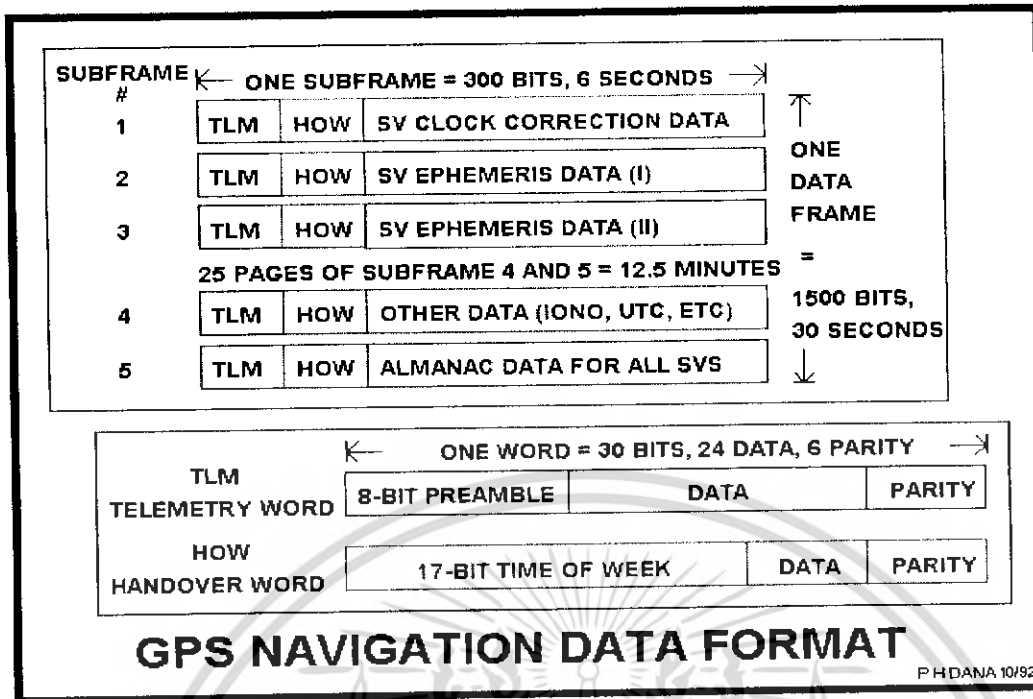 SUBFRAME #
ONE SUBFRAME = 300 BITS, 6 SECONDS
1 TLM HOW SV CLOCK CORRECTION DATA
2 TLM HOW SV EPHEMERIS DATA (I)
3 TLM HOW SV EPHEMERIS DATA (II)
25 PAGES OF SUBFRAME 4 AND 5 = 12.5 MINUTES
4 TLM HOW OTHER DATA (IONO, UTC, ETC)
5 TLM HOW ALMANAC DATA FOR ALL SVS
ONE
DATA
FRAME
=
1500 BITS,
30 SECONDS
ONE WORD = 30 BITS, 24 DATA, 6 PARITY
TLM
TELEMETRY WORD
8-BIT PREAMBLE DATA PARITY
HOW
HANDOVER WORD
17-BIT TIME OF WEEK DATA PARITY
GPS NAVIGATION DATA FORMAT
P H DANA 10/92